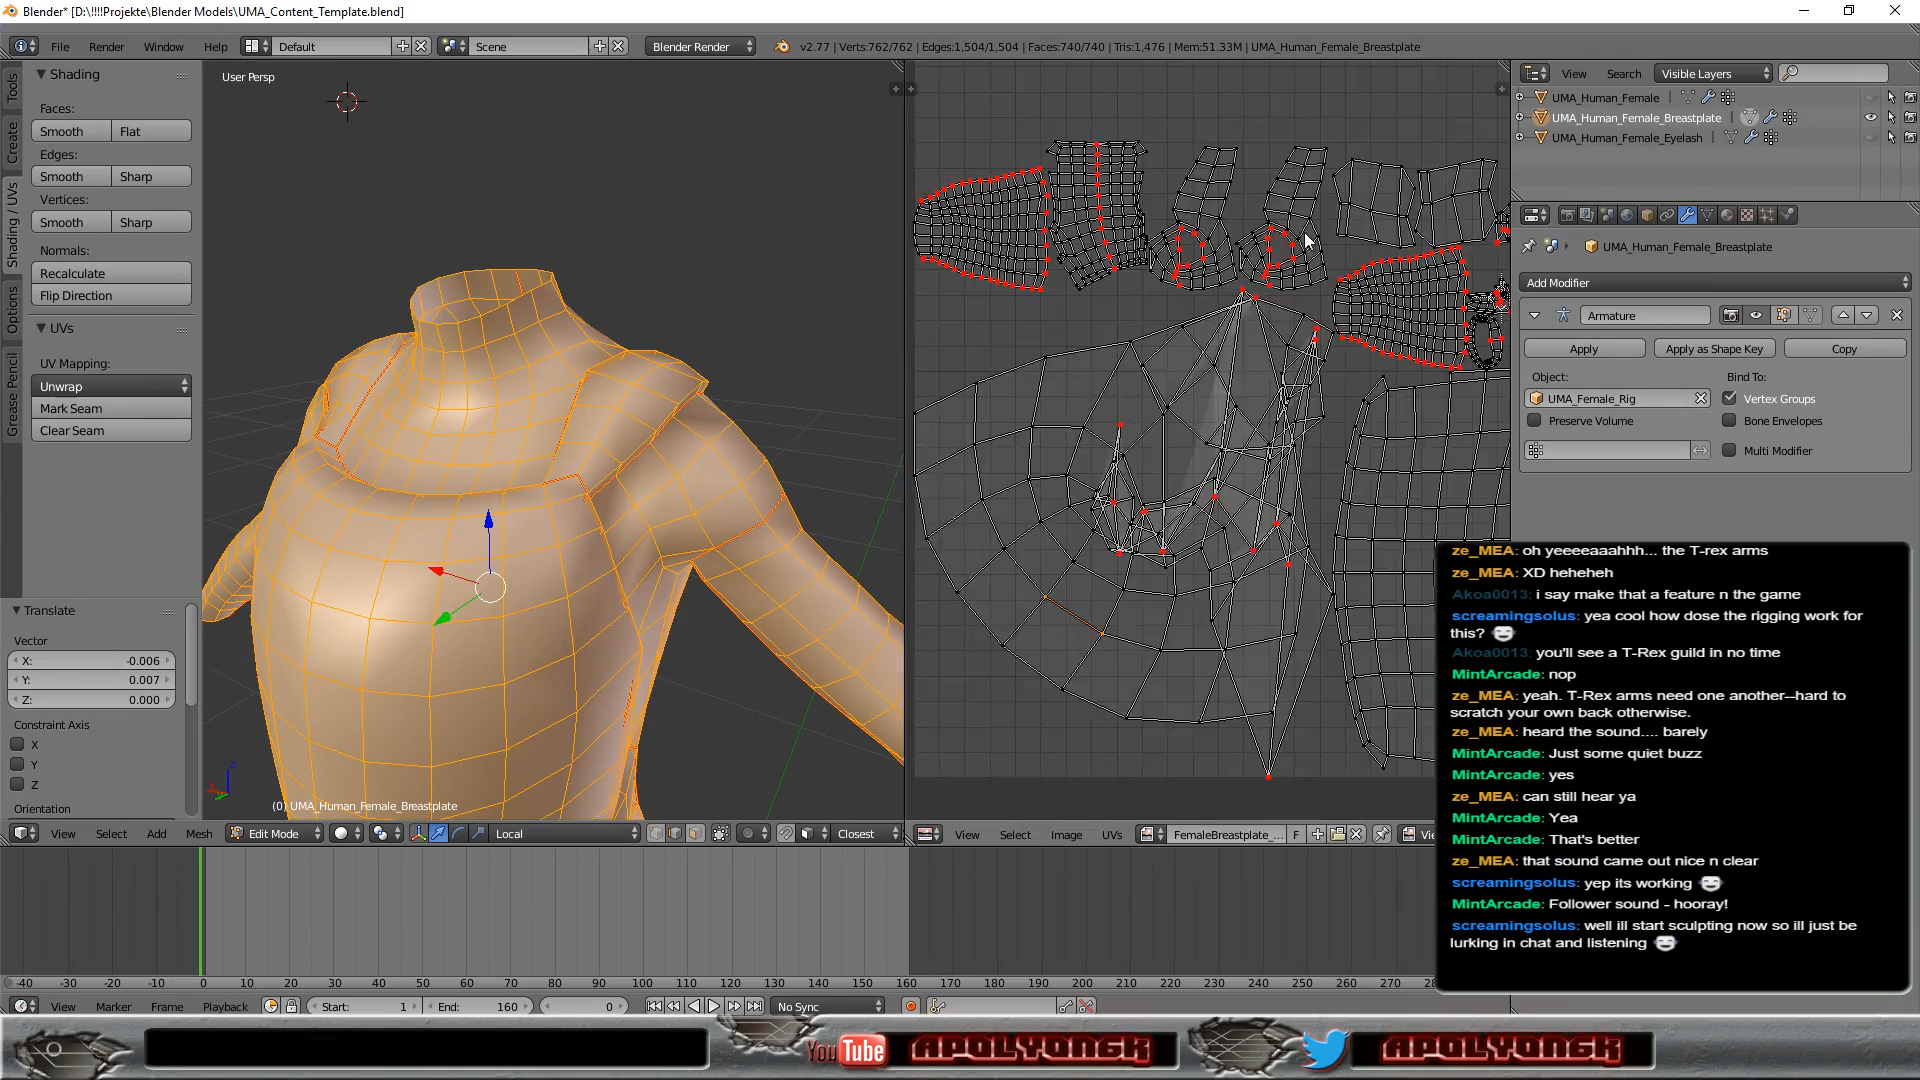 Blender* [D:\!!!!Projekte\Blender Models\UMA_Content_Template.blend]
File Render Window Help Default Scene Blender Render v2.77 | Verts:762/762 | Edges:1,504/1,504 | Faces:740/740 | Tris:1,476 | Mem:51.33M | UMA_Human_Female_Breastplate
Tools
Create
Shading / UVs
Options
Grease Pencil
Shading
Faces:
Smooth Flat
Edges:
Smooth Sharp
Vertices:
Smooth Sharp
Normals:
Recalculate
Flip Direction
UVs
UV Mapping:
Unwrap
Mark Seam
Clear Seam
Translate
Vector
X: -0.006
Y: 0.007
Z: 0.000
Constraint Axis
X
Y
Z
Orientation
User Persp
(0) UMA_Human_Female_Breastplate
View Select Add Mesh Edit Mode Local Closest
View Select Image UVs FemaleBreastplate_... F
View Search Visible Layers
UMA_Human_Female
UMA_Human_Female_Breastplate
UMA_Human_Female_Eyelash
UMA_Human_Female_Breastplate
Add Modifier
Armature
Apply Apply as Shape Key Copy
Object: Bind To:
UMA_Female_Rig Vertex Groups
Preserve Volume Bone Envelopes
Multi Modifier
ze_MEA: oh yeeeeaaahhh... the T-rex arms
ze_MEA: XD heheheh
Akoa0013: i say make that a feature n the game
screamingsolus: yea cool how dose the rigging work for
this?
Akoa0013: you'll see a T-Rex guild in no time
MintArcade: nop
ze_MEA: yeah. T-Rex arms need one another--hard to
scratch your own back otherwise.
ze_MEA: heard the sound.... barely
MintArcade: Just some quiet buzz
MintArcade: yes
ze_MEA: can still hear ya
MintArcade: Yea
MintArcade: That's better
ze_MEA: that sound came out nice n clear
screamingsolus: yep its working
MintArcade: Follower sound - hooray!
screamingsolus: well ill start sculpting now so ill just be
lurking in chat and listening
-40 -30 -20 -10 0 10 20 30 40 50 60 70 80 90 100 110 120 130 140 150 160 170 180 190 200 210 220 230 240 250 260 270
View Marker Frame Playback Start: 1 End: 160 0 No Sync
YouTube APOLYON6K APOLYON6K